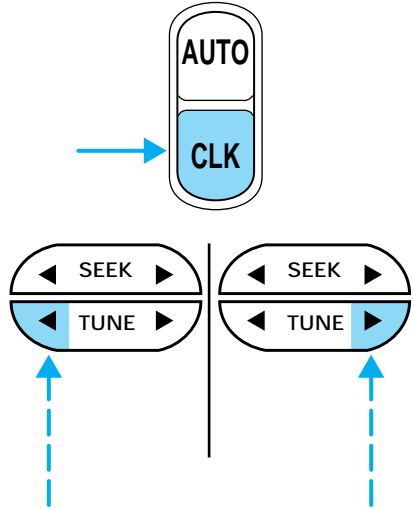 AUTO
CLK
◀ SEEK ▶
◀ TUNE ▶
◀ SEEK ▶
◀ TUNE ▶